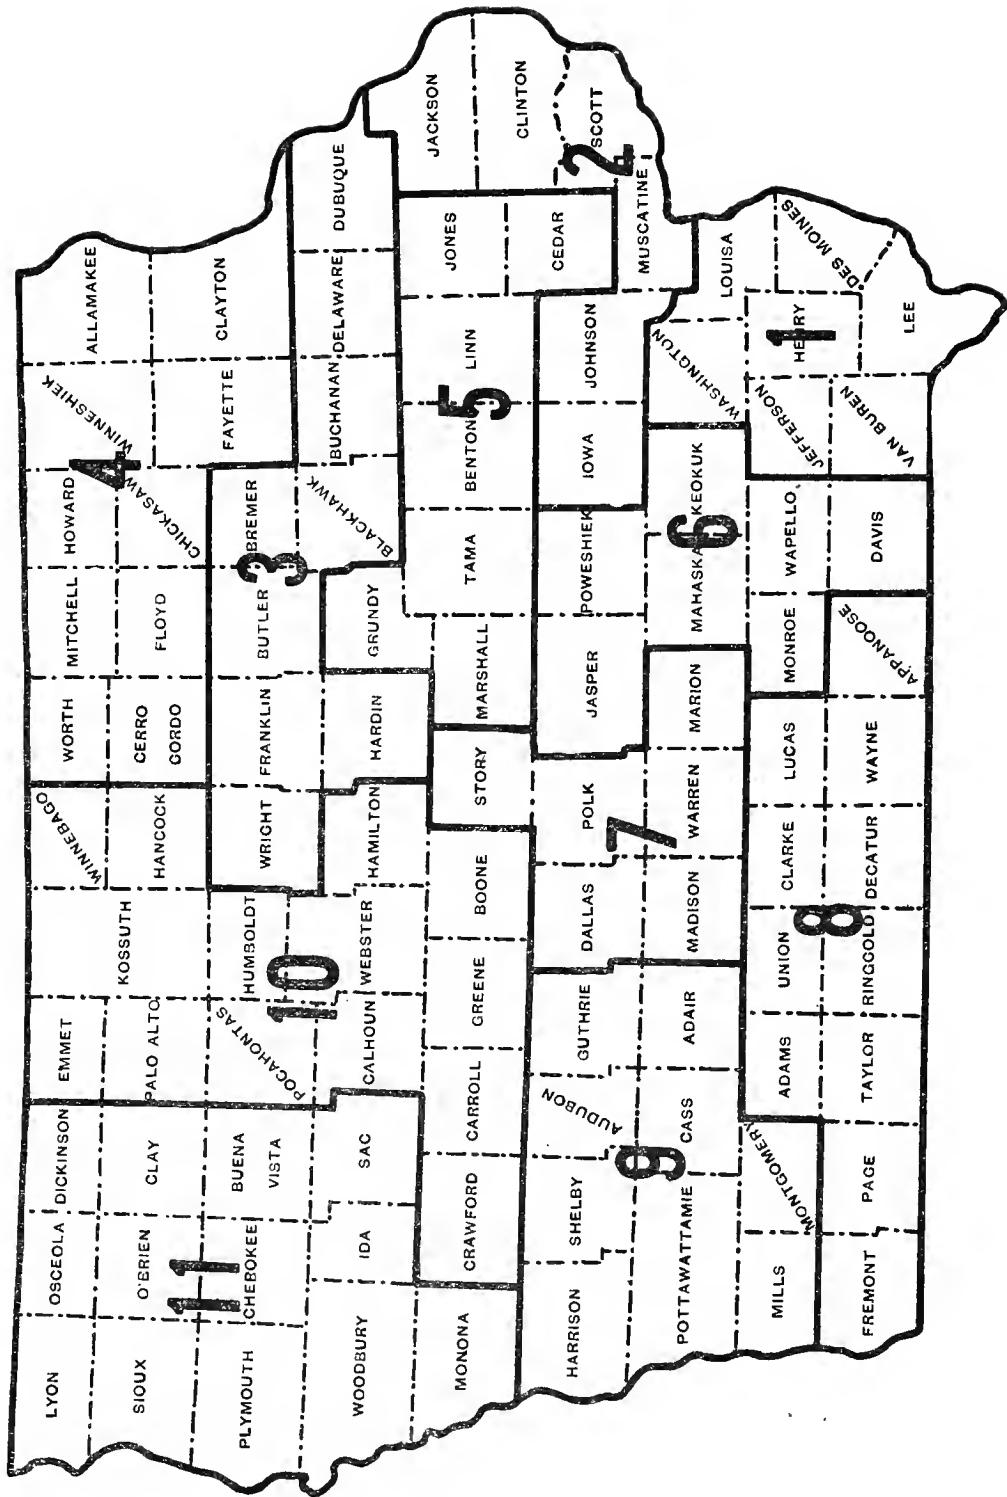 LYON
OSCEOLA
DICKINSON
EMMET
KOSSUTH
WINNEBAGO
WORTH
MITCHELL
HOWARD
WINNESHIEK
ALLAMAKEE
4
SIOUX
O'BRIEN
CLAY
PALO ALTO
HANCOCK
CERRO
GORDO
FLOYD
CHICKASAW
FAYETTE
CLAYTON
11
PLYMOUTH
CHEROKEE
BUENA
VISTA
POCAHONTAS
HUMBOLDT
WRIGHT
FRANKLIN
BUTLER
BREMER
3
10
WOODBURY
IDA
SAC
CALHOUN
WEBSTER
HAMILTON
HARDIN
GRUNDY
BLACKHAWK
BUCHANAN
DELAWARE
DUBUQUE
MONONA
CRAWFORD
CARROLL
GREENE
BOONE
STORY
MARSHALL
TAMA
BENTON
5
LINN
JONES
JACKSON
CLINTON
CEDAR
2
SCOTT
HARRISON
SHELBY
AUDUBON
GUTHRIE
DALLAS
POLK
JASPER
POWESHIEK
IOWA
JOHNSON
MUSCATINE
9
7
POTTAWATTAMIE
CASS
ADAIR
MADISON
WARREN
MARION
MAHASKA
6
KEOKUK
WASHINGTON
LOUISA
MILLS
MONTGOMERY
ADAMS
UNION
CLARKE
LUCAS
MONROE
WAPELLO
JEFFERSON
HENRY
1
DES MOINES
8
FREMONT
PAGE
TAYLOR
RINGGOLD
DECATUR
WAYNE
APPANOOSE
DAVIS
VAN BUREN
LEE